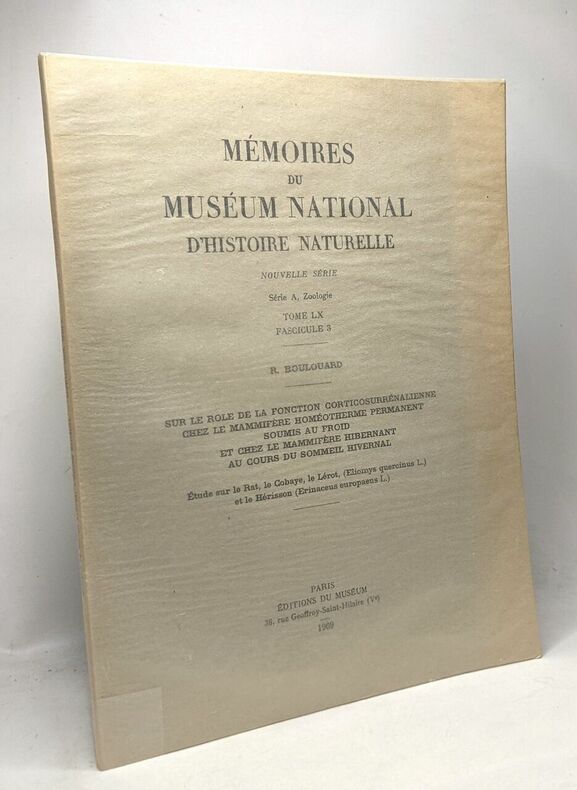 MÉMOIRES
DU
MUSÉUM NATIONAL
D'HISTOIRE NATURELLE
NOUVELLE SÉRIE
Série A, Zoologie
TOME LX
FASCICULE 3
R. BOULOUARD
SUR LE ROLE DE LA FONCTION CORTICOSURRÉNALIENNE
CHEZ LE MAMMIFÈRE HOMÉOTHERME PERMANENT
SOUMIS AU FROID
ET CHEZ LE MAMMIFÈRE HIBERNANT
AU COURS DU SOMMEIL HIVERNAL
Étude sur le Rat, le Cobaye, le Lérot, (Eliomys quercinus L.)
et le Hérisson (Erinaceus europaeus L.)
PARIS
ÉDITIONS DU MUSÉUM
36, rue Geoffroy-Saint-Hilaire (Ve)
1969